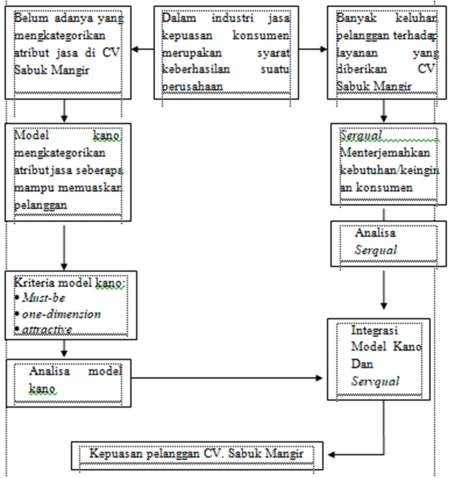 Belum adanya yang
mengkategorikan
atribut jasa di CV
Sabuk Mangir
Dalam industri jasa
kepuasan konsumen
merupakan syarat
keberhasilan suatu
perusahaan
Banyak keluhan
pelanggan terhadap
layanan yang
diberikan CV
Sabuk Mangir
Model kano
mengkategorikan
atribut jasa seberapa
mampu memuaskan
pelanggan
Serqual
Menterjemahkan
kebutuhan/keingin
an konsumen
Analisa
Serqual
Kriteria model kano:
• Must-be
• one-dimension
• attractive
Analisa model
kano
Integrasi
Model Kano
Dan
Servqual
Kepuasan pelanggan CV. Sabuk Mangir